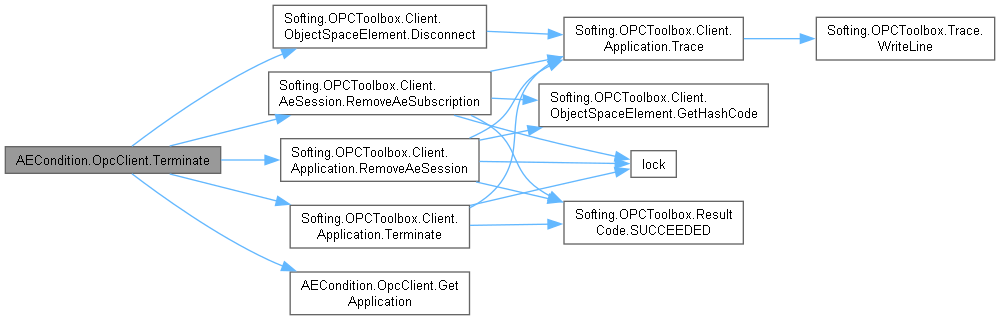 AECondition.OpcClient.Terminate
Softing.OPCToolbox.Client.
ObjectSpaceElement.Disconnect
Softing.OPCToolbox.Client.
AeSession.RemoveAeSubscription
Softing.OPCToolbox.Client.
Application.RemoveAeSession
Softing.OPCToolbox.Client.
Application.Terminate
AECondition.OpcClient.Get
Application
Softing.OPCToolbox.Client.
Application.Trace
Softing.OPCToolbox.Client.
ObjectSpaceElement.GetHashCode
lock
Softing.OPCToolbox.Result
Code.SUCCEEDED
Softing.OPCToolbox.Trace.
WriteLine